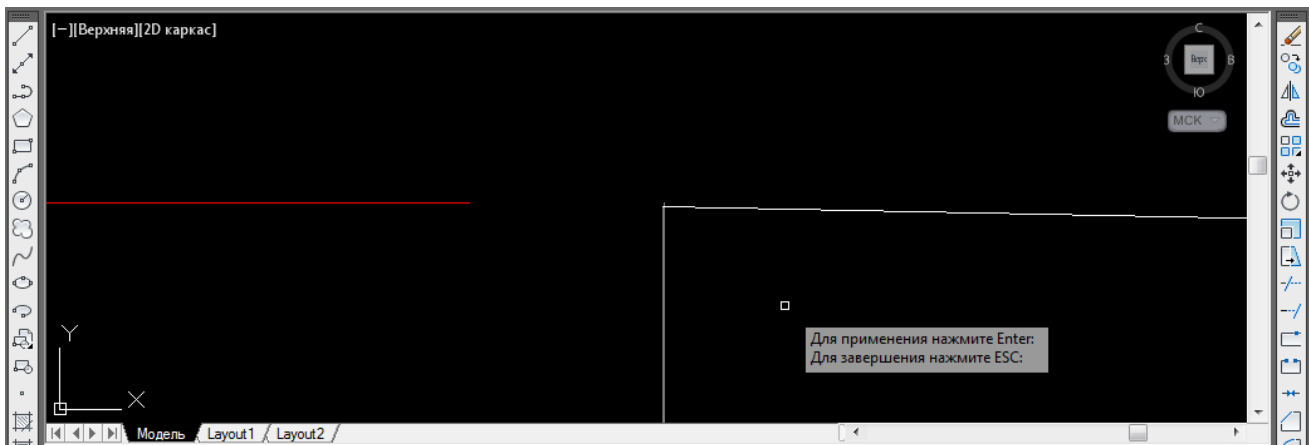 [−][Верхняя][2D каркас]
С
З
Верх
В
Ю
МСК
Для применения нажмите Enter:
Для завершения нажмите ESC:
Y
X
Модель Layout1 Layout2